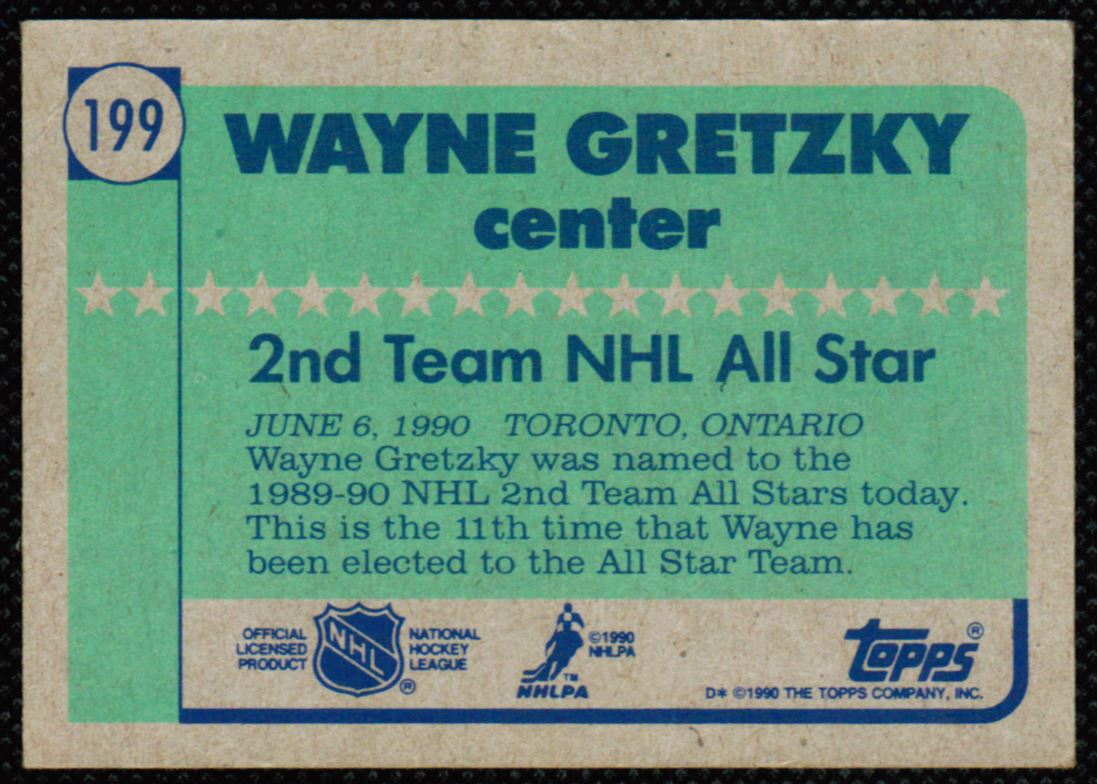 199
WAYNE GRETZKY
center
2nd Team NHL All Star
JUNE 6, 1990 TORONTO, ONTARIO
Wayne Gretzky was named to the
1989-90 NHL 2nd Team All Stars today.
This is the 11th time that Wayne has
been elected to the All Star Team.
OFFICIAL
LICENSED
PRODUCT
NHL
®
NATIONAL
HOCKEY
LEAGUE
©1990
NHLPA
TM
NHLPA
topps®
D* ©1990 THE TOPPS COMPANY, INC.